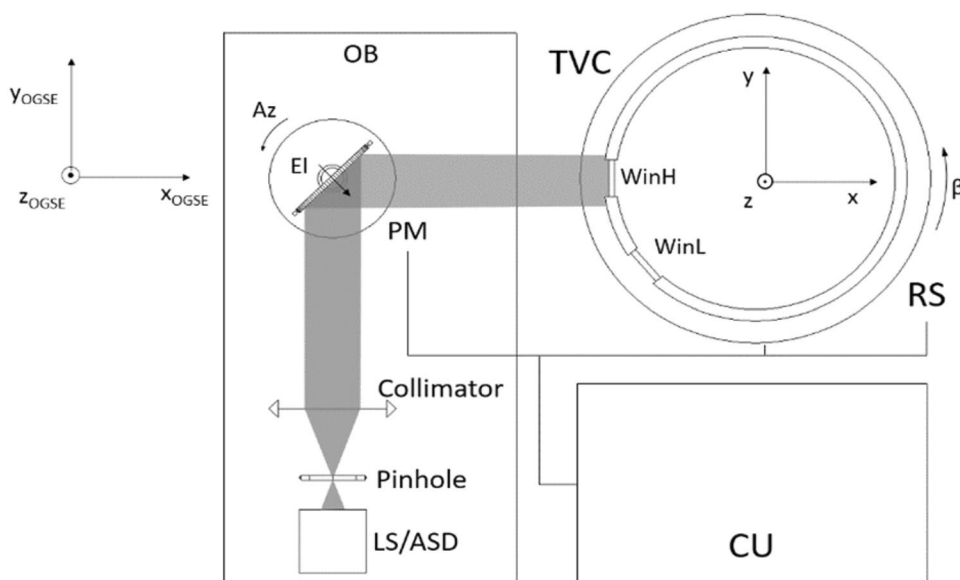 OB
TVC
yOGSE
Az
y
El
WinH
zOGSE
xOGSE
z
x
β
PM
WinL
RS
Collimator
Pinhole
LS/ASD
CU